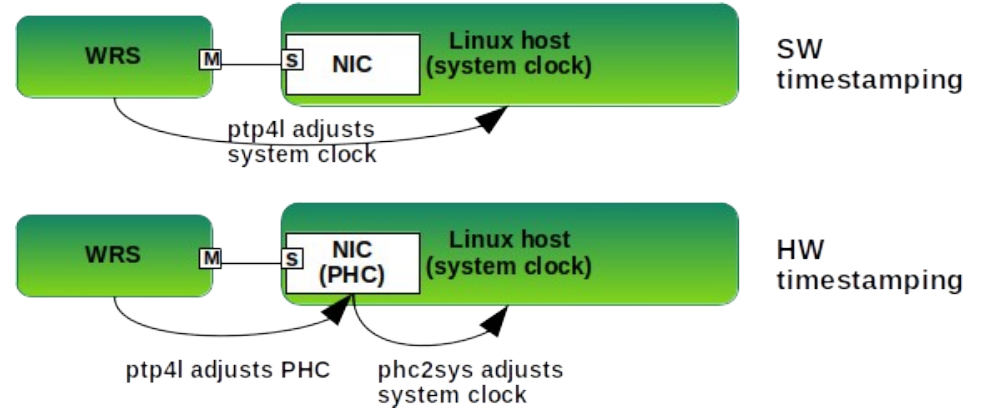 WRS
M
S
NIC
Linux host
(system clock)
SW
timestamping
ptp4l adjusts
system clock
WRS
M
S
NIC
(PHC)
Linux host
(system clock)
HW
timestamping
ptp4l adjusts PHC
phc2sys adjusts
system clock